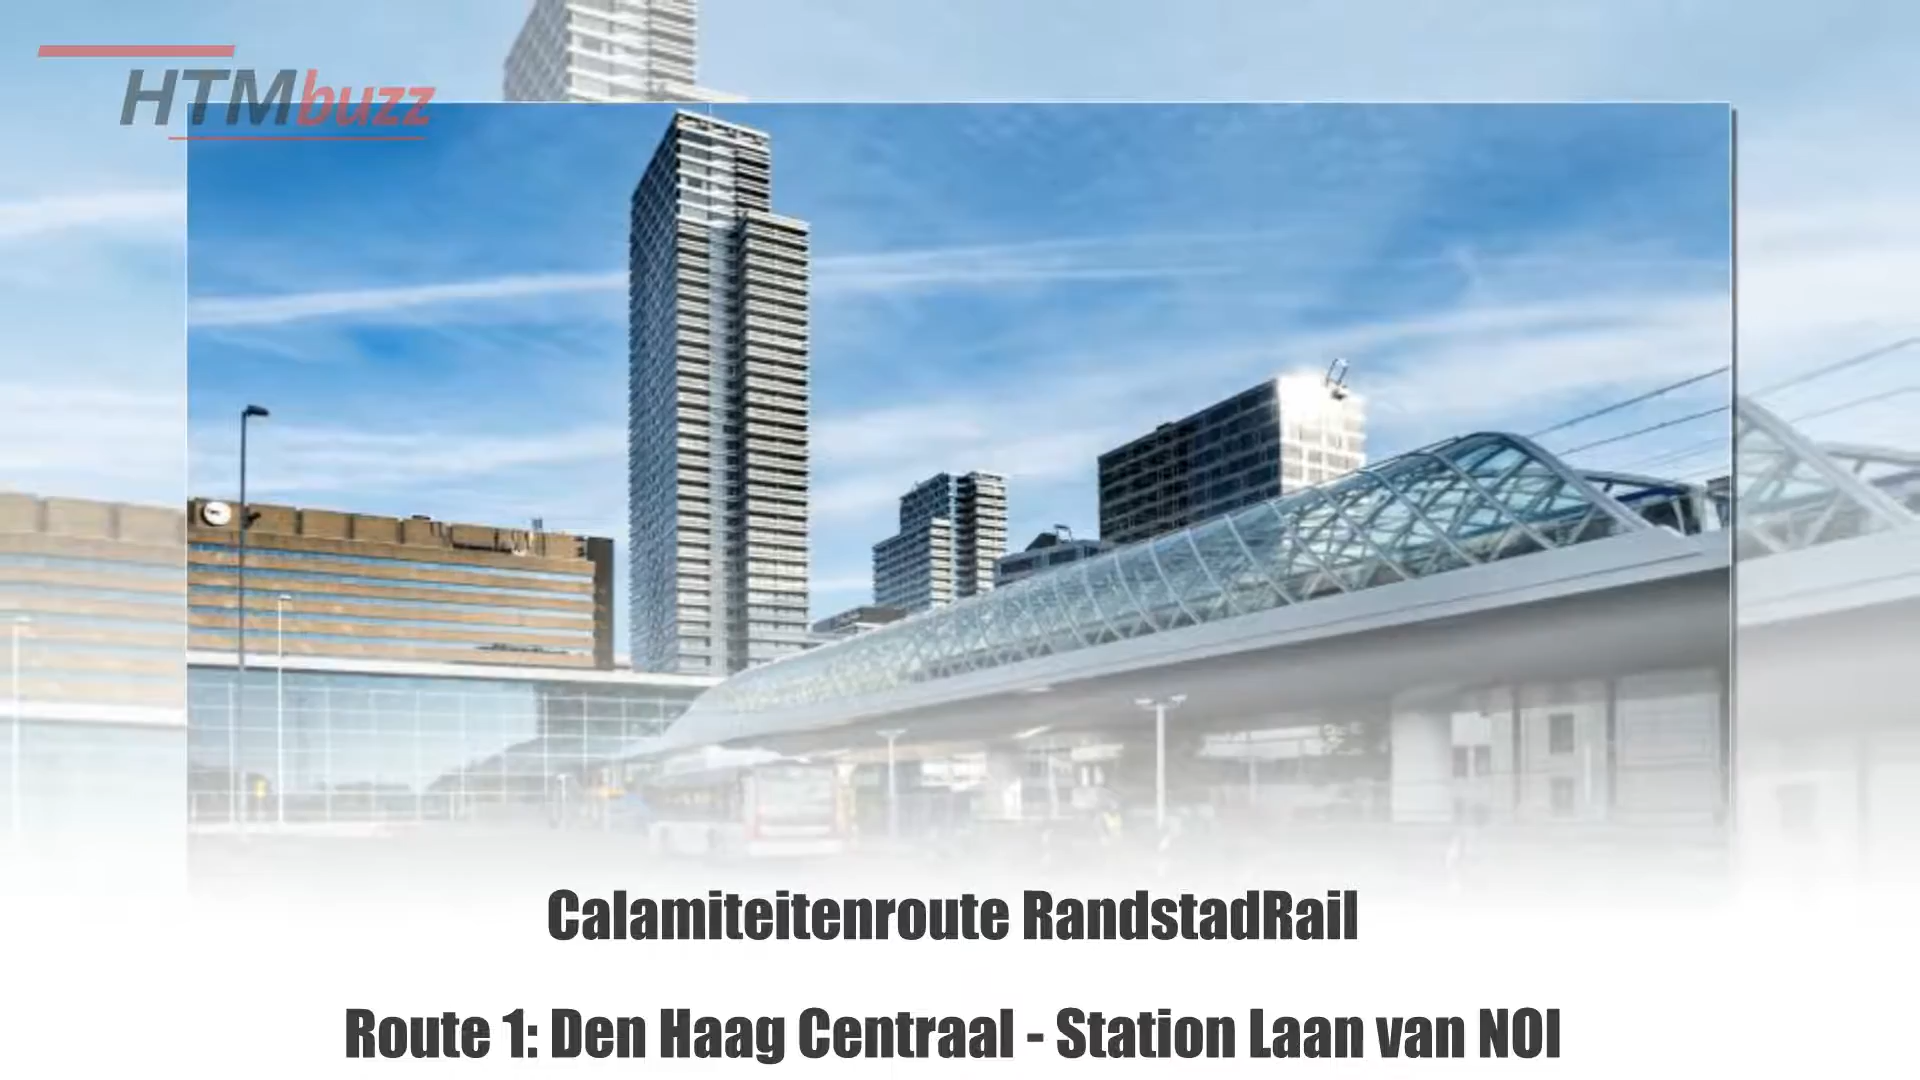 HTMbuzz
Calamiteitenroute RandstadRail
Route 1: Den Haag Centraal - Station Laan van NOI